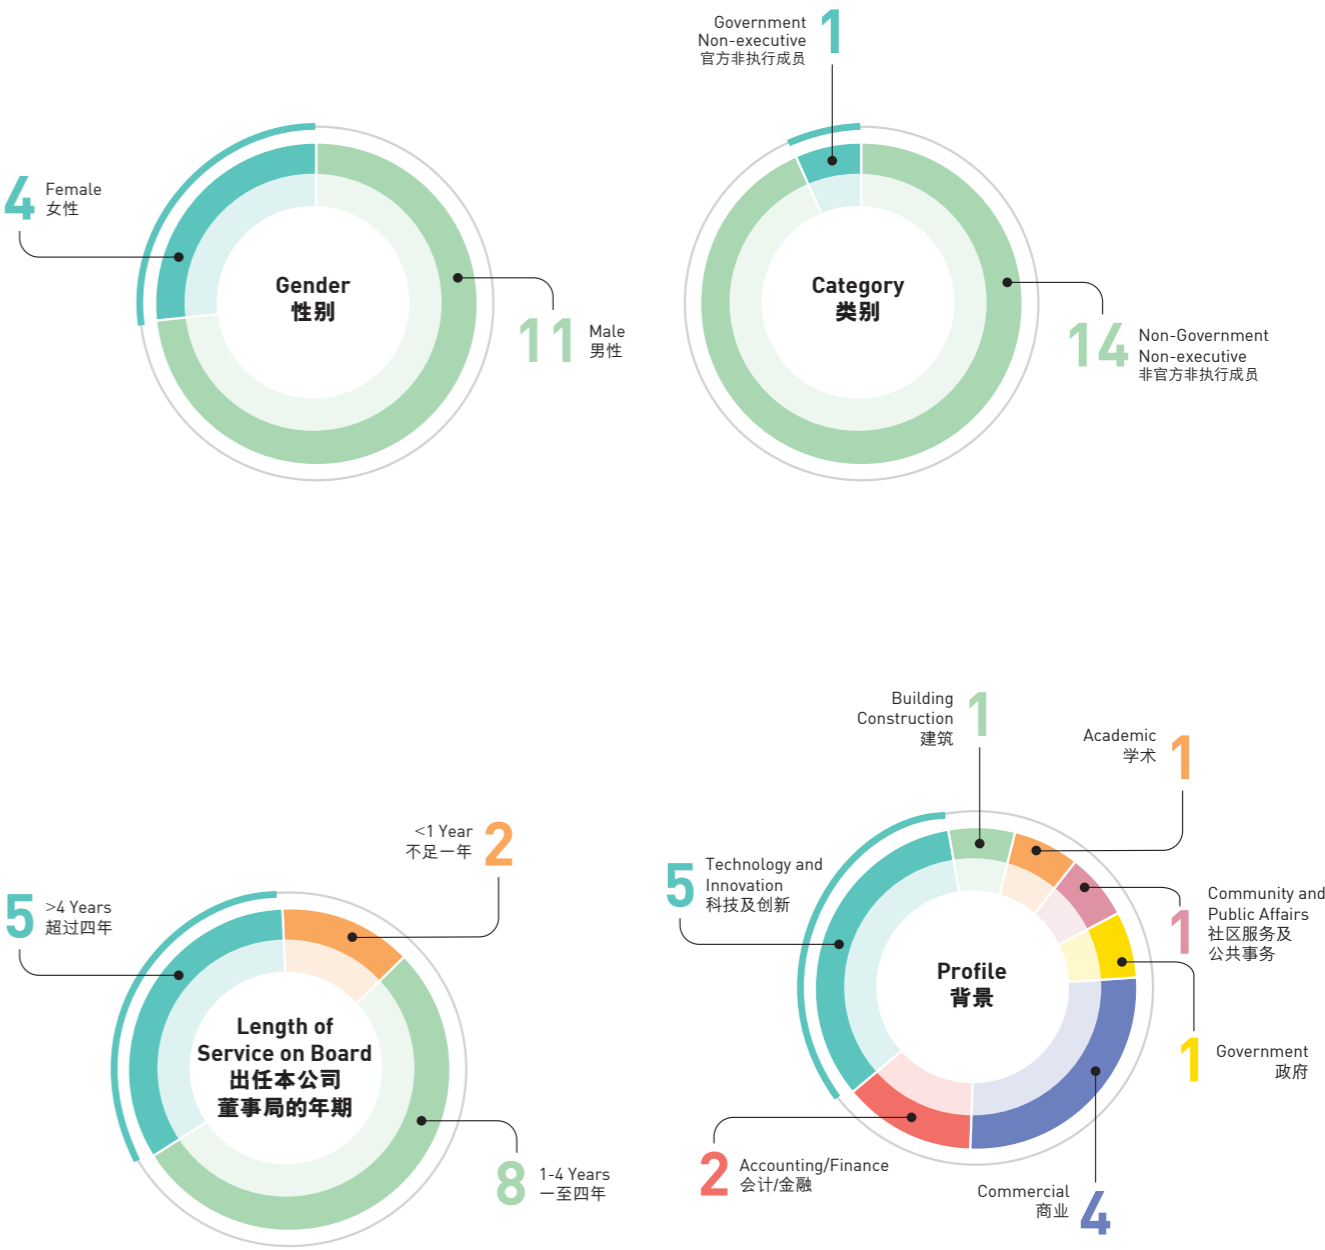 Gender
性别
4
Female
女性
11
Male
男性
Category
类别
Government
Non-executive
官方非执行成员
1
14
Non-Government
Non-executive
非官方非执行成员
Length of
Service on Board
出任本公司
董事局的年期
<1 Year
不足一年
2
5
>4 Years
超过四年
8
1-4 Years
一至四年
Profile
背景
Building
Construction
建筑
1
Academic
学术
1
5
Technology and
Innovation
科技及创新
1
Community and
Public Affairs
社区服务及
公共事务
1
Government
政府
2
Accounting/Finance
会计/金融
Commercial
商业
4